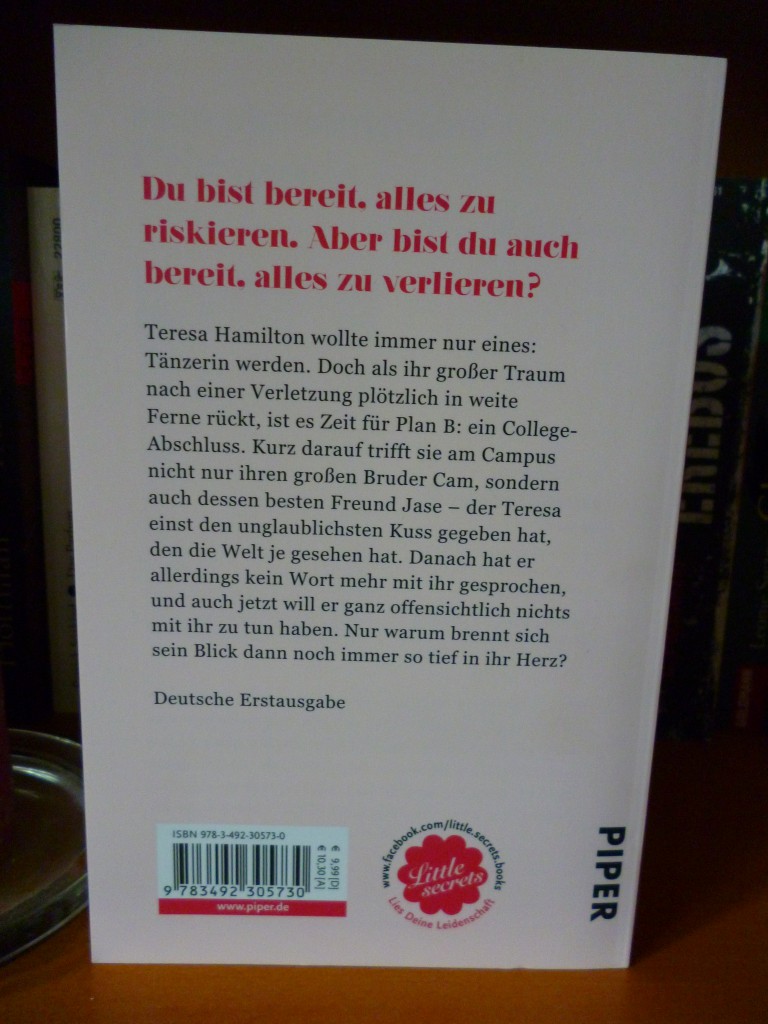 Du bist bereit, alles zu
riskieren. Aber bist du auch
bereit, alles zu verlieren?
Teresa Hamilton wollte immer nur eines:
Tänzerin werden. Doch als ihr großer Traum
nach einer Verletzung plötzlich in weite
Ferne rückt, ist es Zeit für Plan B: ein College-
Abschluss. Kurz darauf trifft sie am Campus
nicht nur ihren großen Bruder Cam, sondern
auch dessen besten Freund Jase – der Teresa
einst den unglaublichsten Kuss gegeben hat,
den die Welt je gesehen hat. Danach hat er
allerdings kein Wort mehr mit ihr gesprochen,
und auch jetzt will er ganz offensichtlich nichts
mit ihr zu tun haben. Nur warum brennt sich
sein Blick dann noch immer so tief in ihr Herz?
Deutsche Erstausgabe
ISBN 978-3-492-30573-0
€ 9,99 [D]
€ 10,30 [A]
9 783492 305730
www.piper.de
www.facebook.com/little.secrets.books
Little
secrets
Lies Deine Leidenschaft
PIPER
EREBOS